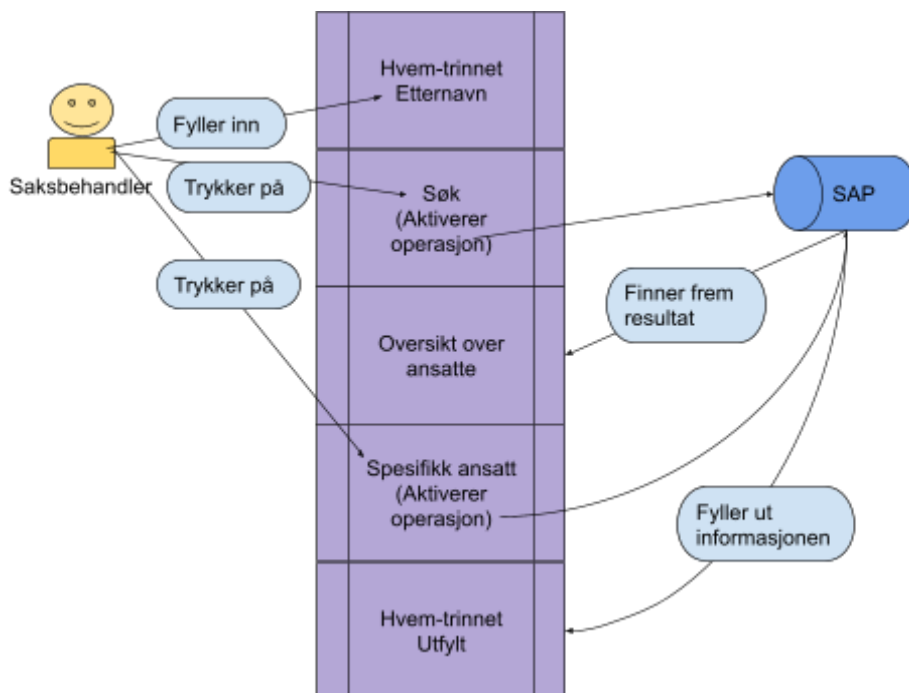 Hvem-trinnet
Etternavn
Fyller inn
Saksbehandler
Trykker på
Søk
(Aktiverer
operasjon)
SAP
Trykker på
Finner frem
resultat
Oversikt over
ansatte
Spesifikk ansatt
(Aktiverer
operasjon)
Fyller ut
informasjonen
Hvem-trinnet
Utfylt